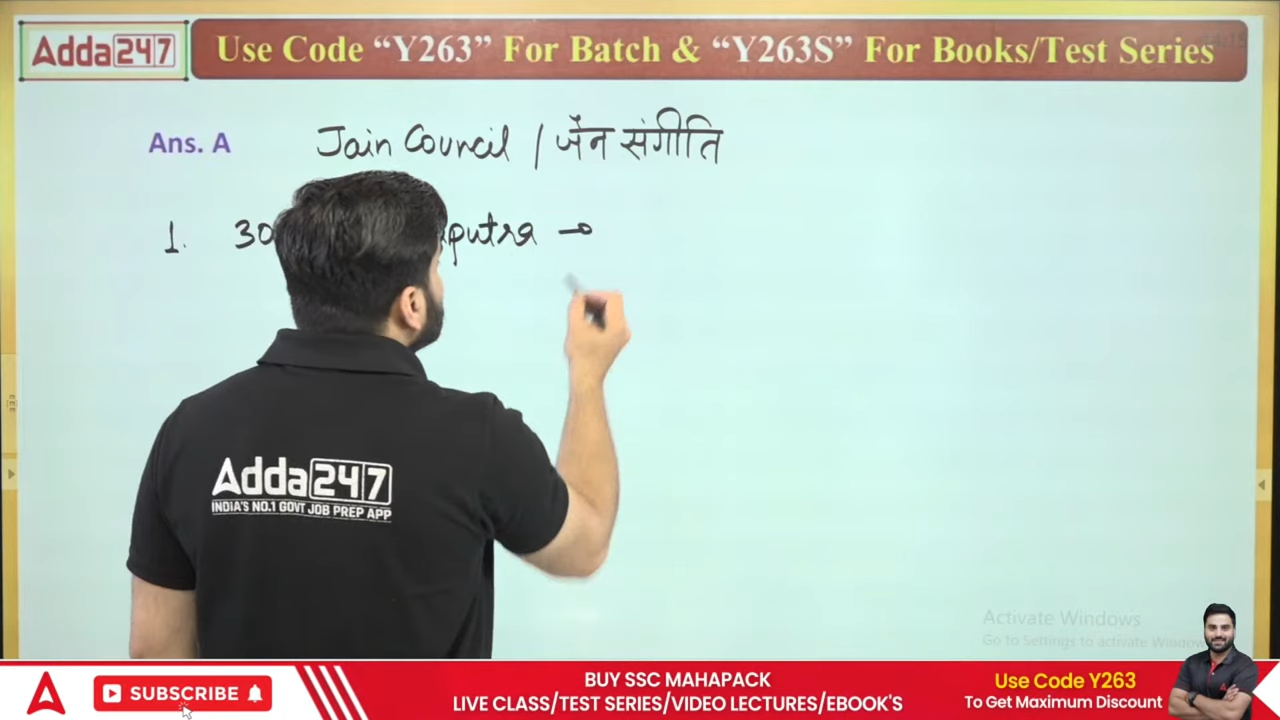 Adda247 Use Code “Y263” For Batch & “Y263S” For Books/Test Series
Ans. A Jain Council / जैन संगीति
1. 30 putra →
Adda247
INDIA'S NO.1 GOVT JOB PREP APP
Activate Windows
Go to Settings to activate Windows
SUBSCRIBE
BUY SSC MAHAPACK
LIVE CLASS/TEST SERIES/VIDEO LECTURES/EBOOK'S
Use Code Y263
To Get Maximum Discount